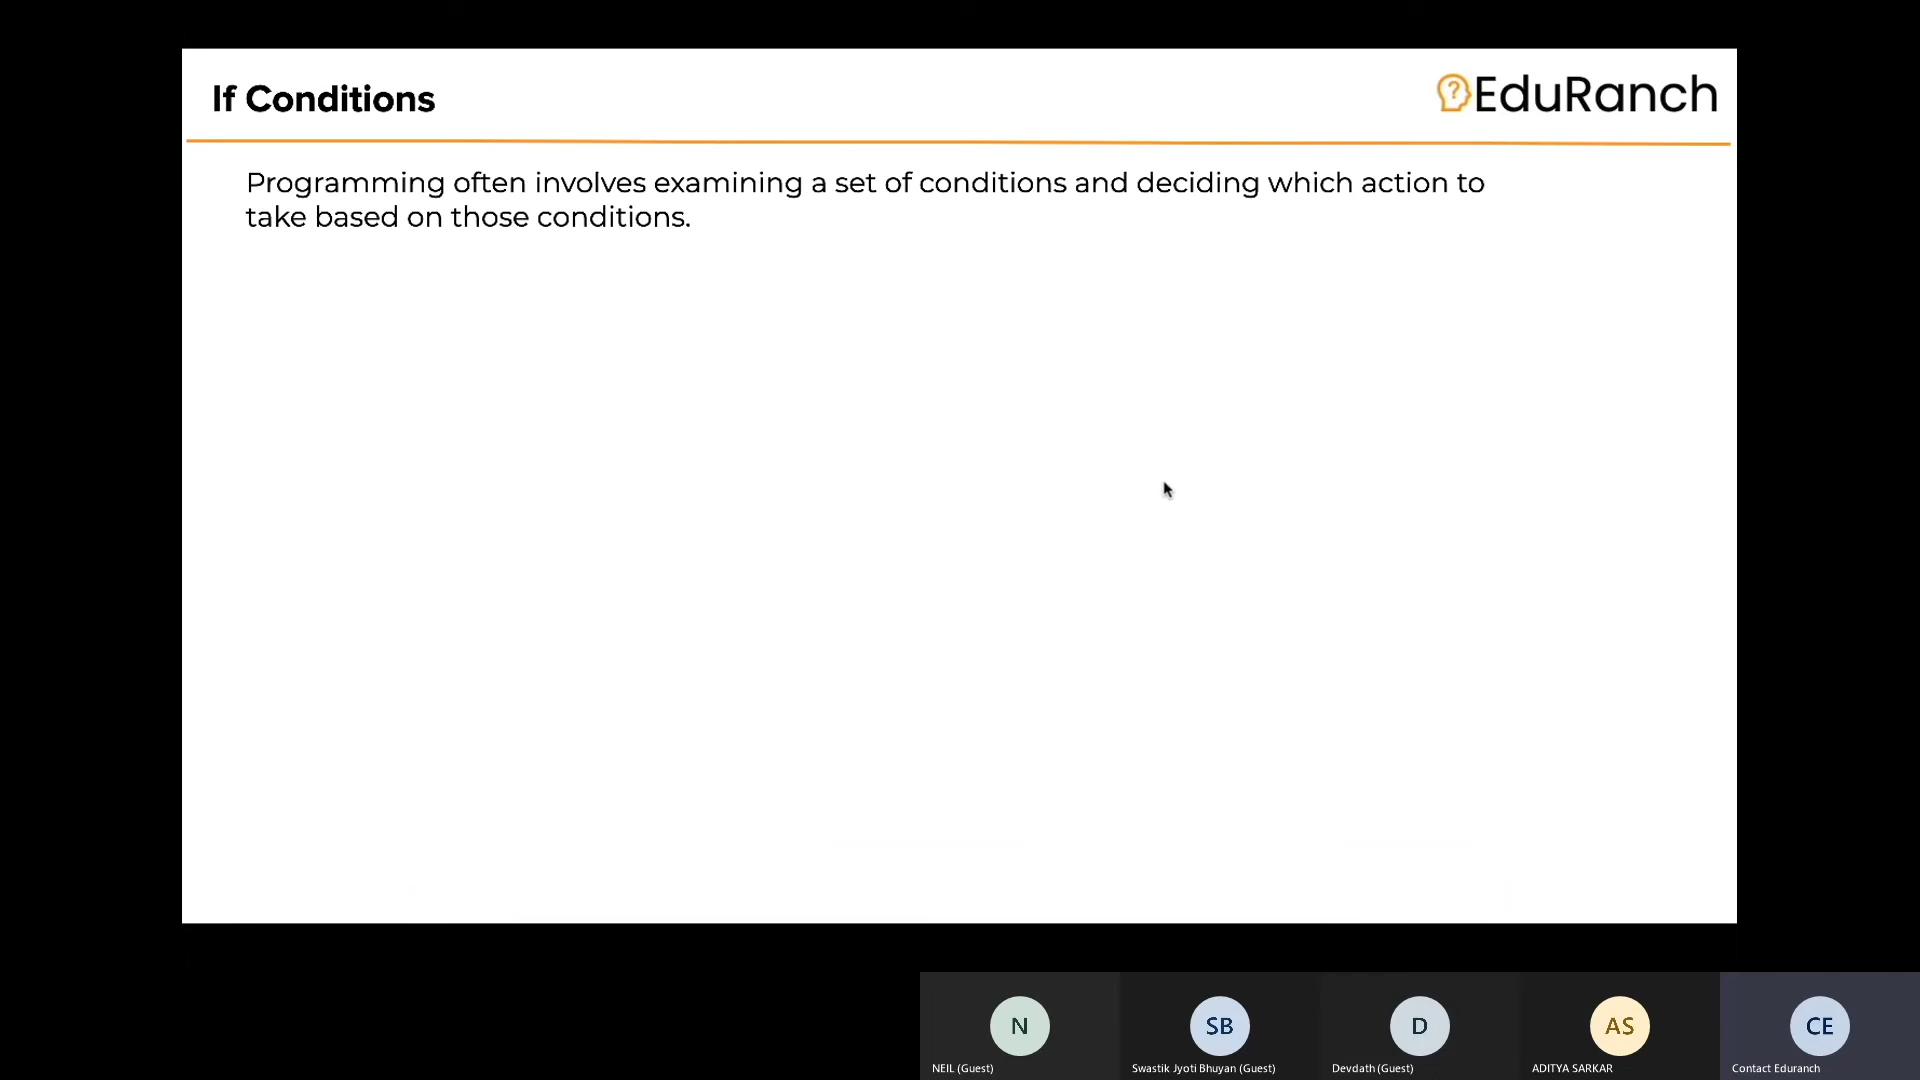 If Conditions
EduRanch
Programming often involves examining a set of conditions and deciding which action to
take based on those conditions.
N
SB
D
AS
CE
NEIL (Guest)
Swastik Jyoti Bhuyan (Guest)
Devdath (Guest)
ADITYA SARKAR
Contact Eduranch